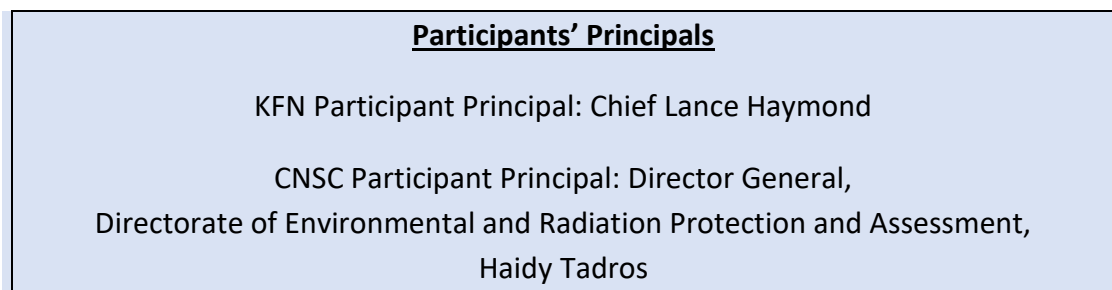 Participants’ Principals
KFN Participant Principal: Chief Lance Haymond
CNSC Participant Principal: Director General,
Directorate of Environmental and Radiation Protection and Assessment,
Haidy Tadros